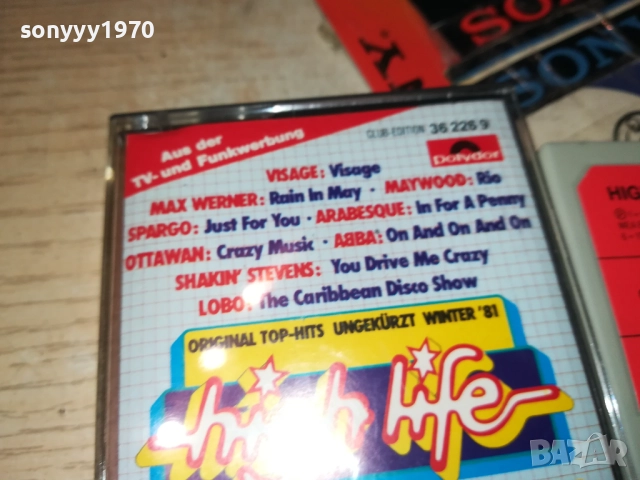 sonyyy1970
SONY
Aus der
TV- und Funkwerbung
CLUB-EDITION 36 226 9
polydor
VISAGE: Visage
MAX WERNER: Rain In May · MAYWOOD: Rio
SPARGO: Just For You · ARABESQUE: In For A Penny
OTTAWAN: Crazy Music · ABBA: On And On And On
SHAKIN' STEVENS: You Drive Me Crazy
LOBO: The Caribbean Disco Show
ORIGINAL TOP-HITS UNGEKÜRZT WINTER '81
high life
HIG
BAZAR